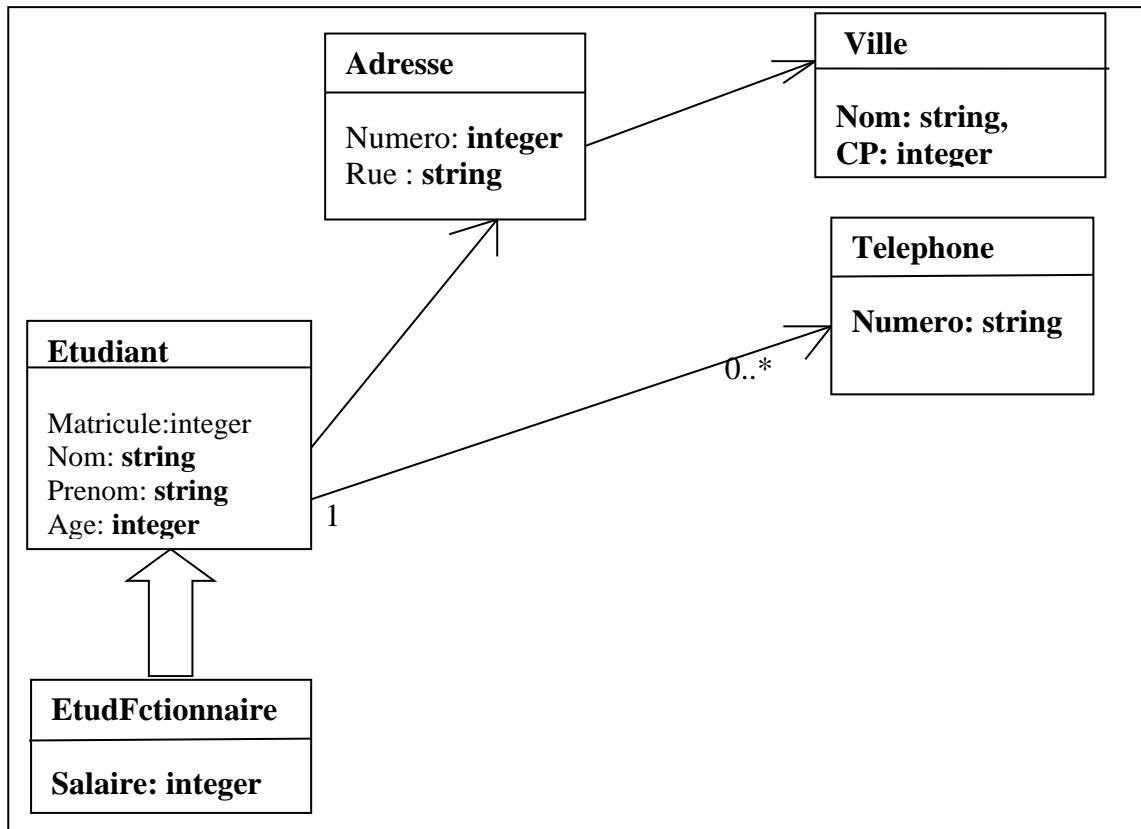 Adresse
Numero: integer
Rue : string
Ville
Nom: string,
CP: integer
Telephone
Numero: string
0..*
Etudiant
Matricule:integer
Nom: string
Prenom: string
Age: integer
1
EtudFctionnaire
Salaire: integer